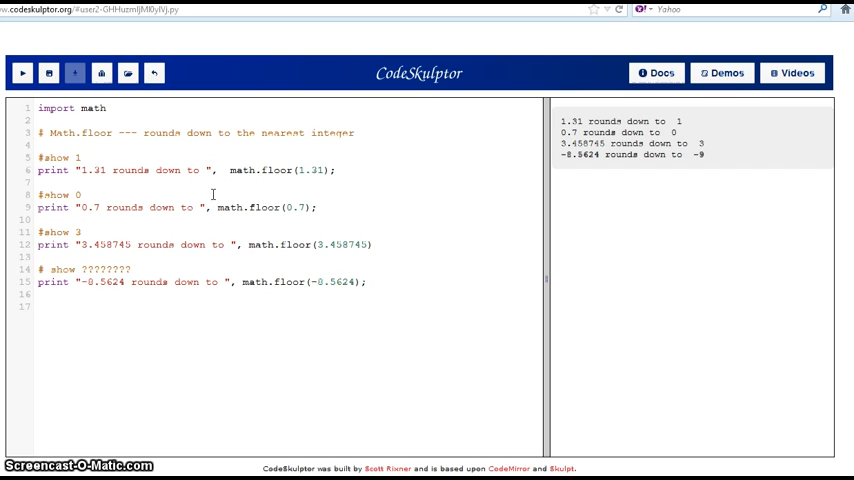 www.codeskulptor.org/#user2-GHHuzmIjMl0ylVj.py
Yahoo
CodeSkulptor
Docs
Demos
Videos
1 import math
2
3 # Math.floor --- rounds down to the nearest integer
4
5 #show 1
6 print "1.31 rounds down to ",  math.floor(1.31);
7
8 #show 0
9 print "0.7 rounds down to ", math.floor(0.7);
10
11 #show 3
12 print "3.458745 rounds down to ", math.floor(3.458745)
13
14 # show ????????
15 print "-8.5624 rounds down to ", math.floor(-8.5624);
16
17
1.31 rounds down to  1
0.7 rounds down to  0
3.458745 rounds down to  3
-8.5624 rounds down to  -9
Screencast-O-Matic.com
CodeSkulptor was built by Scott Rixner and is based upon CodeMirror and Skulpt.